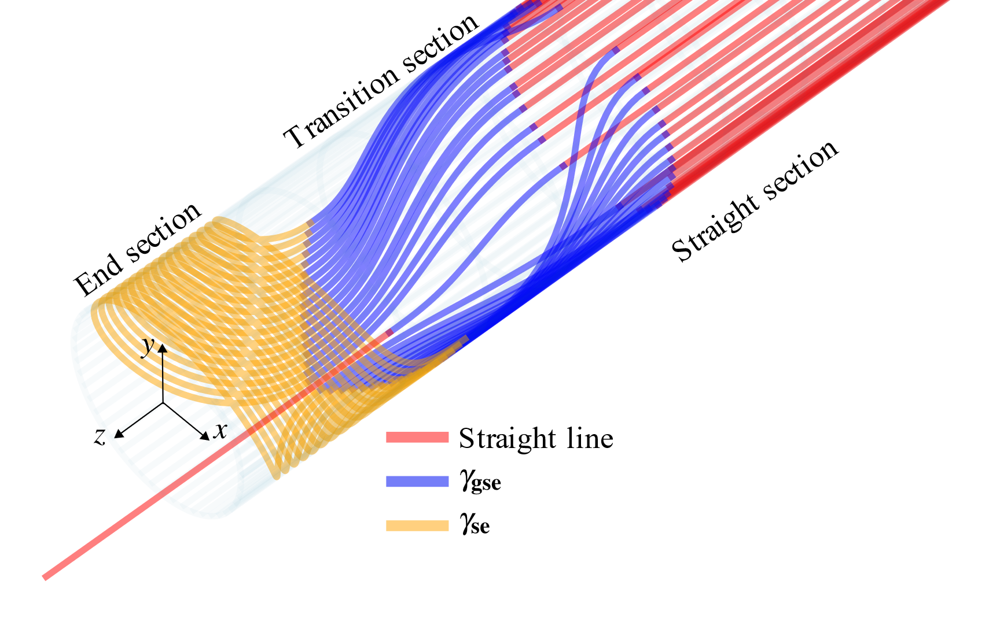 Transition section
End section
Straight section
y
z
x
Straight line
γgse
γse